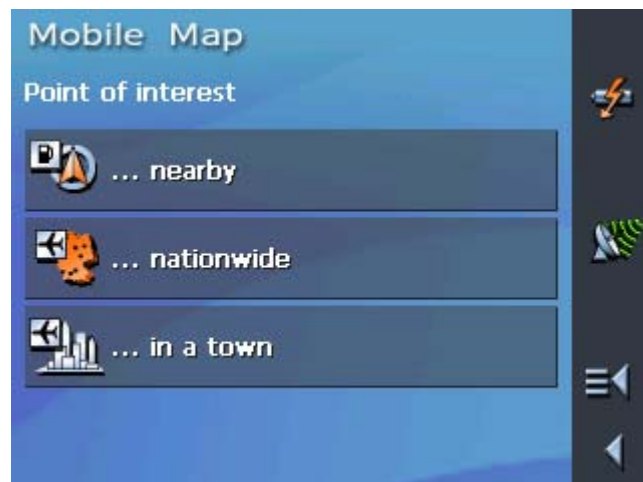 Mobile Map
Point of interest
... nearby
... nationwide
... in a town